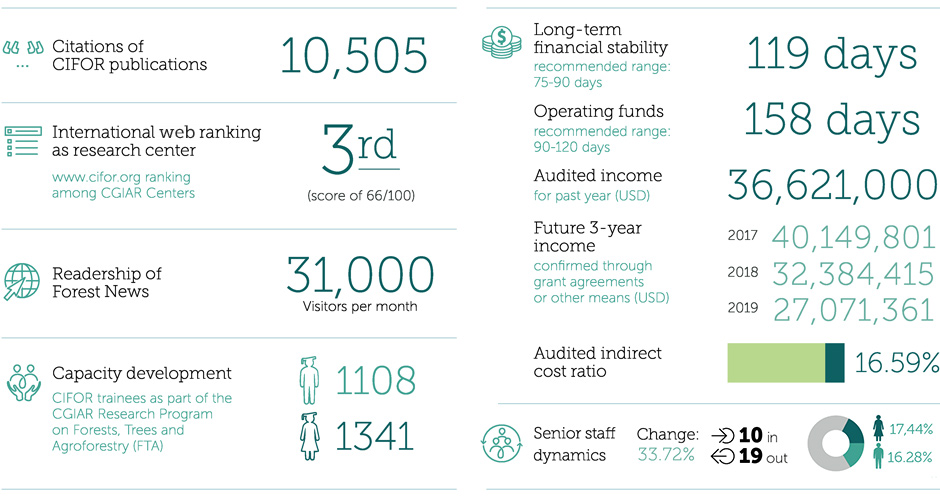 Citations of
CIFOR publications
10,505
International web ranking
as research center
www.cifor.org ranking
among CGIAR Centers
3rd
(score of 66/100)
Readership of
Forest News
31,000
Visitors per month
Capacity development
CIFOR trainees as part of the
CGIAR Research Program
on Forests, Trees and
Agroforestry (FTA)
1108
1341
Long-term
financial stability
recommended range:
75-90 days
119 days
Operating funds
recommended range:
90-120 days
158 days
Audited income
for past year (USD)
36,621,000
Future 3-year
income
confirmed through
grant agreements
or other means (USD)
2017 40,149,801
2018 32,384,415
2019 27,071,361
Audited indirect
cost ratio
16.59%
Senior staff
dynamics
Change:
33.72%
10 in
19 out
17,44%
16.28%